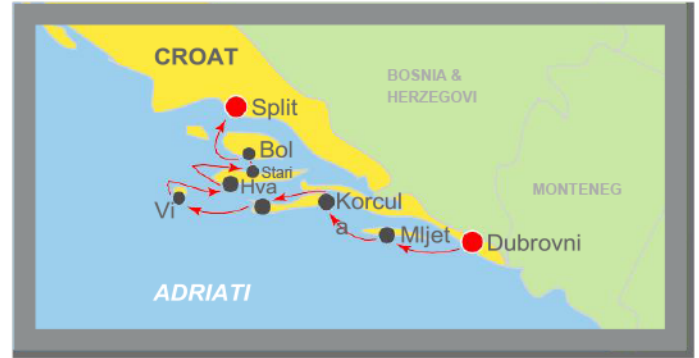 CROAT
BOSNIA &
HERZEGOVI
Split
Bol
Stari
Hva
Vi
Korcul
a
MONTENEG
Mljet
Dubrovni
ADRIATI